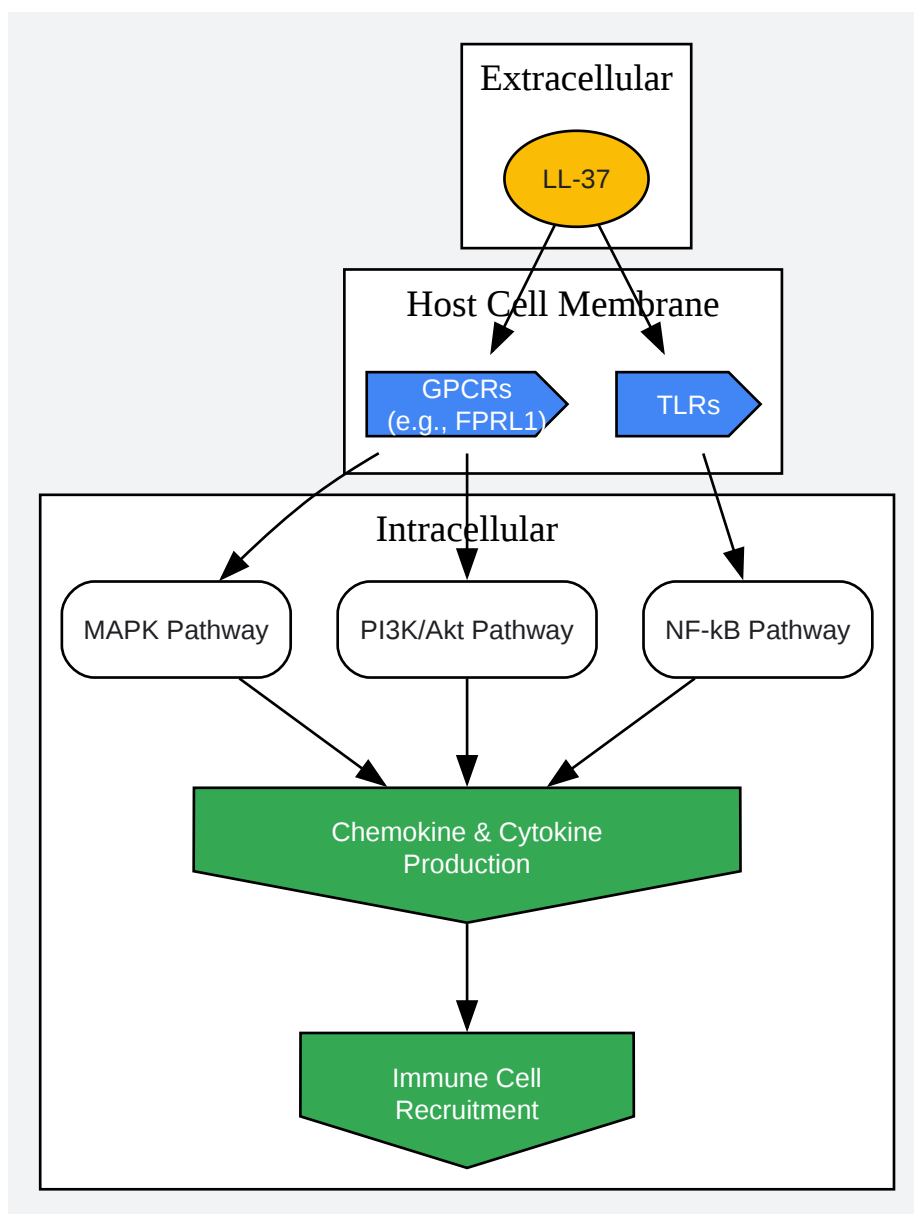 Extracellular
LL-37
Host Cell Membrane
GPCRs
(e.g., FPRL1)
TLRs
Intracellular
MAPK Pathway
PI3K/Akt Pathway
NF-kB Pathway
Chemokine & Cytokine
Production
Immune Cell
Recruitment